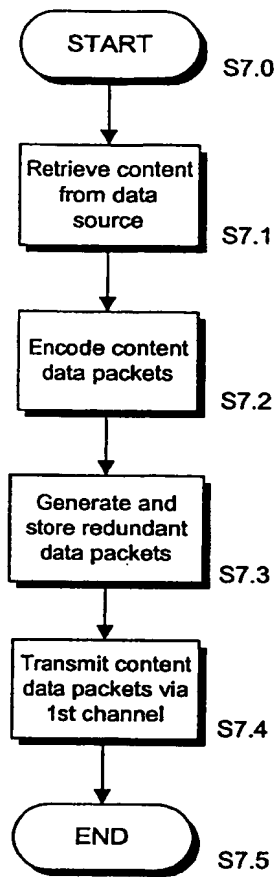 START
S7.0
Retrieve content
from data
source
S7.1
Encode content
data packets
S7.2
Generate and
store redundant
data packets
S7.3
Transmit content
data packets via
1st channel
S7.4
END
S7.5